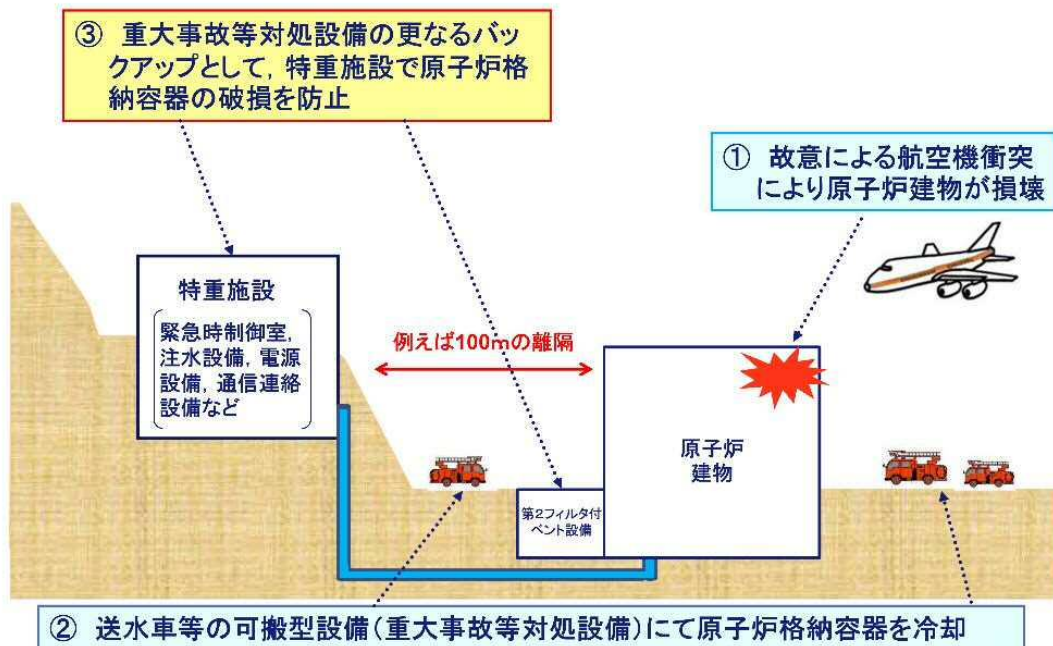 ③ 重大事故等対処設備の更なるバッ
クアップとして，特重施設で原子炉格
納容器の破損を防止
① 故意による航空機衝突
により原子炉建物が損壊
特重施設
緊急時制御室，
注水設備，電源
設備，通信連絡
設備など
例えば100mの離隔
原子炉
建物
第2フィルタ付
ベント設備
② 送水車等の可搬型設備（重大事故等対処設備）にて原子炉格納容器を冷却